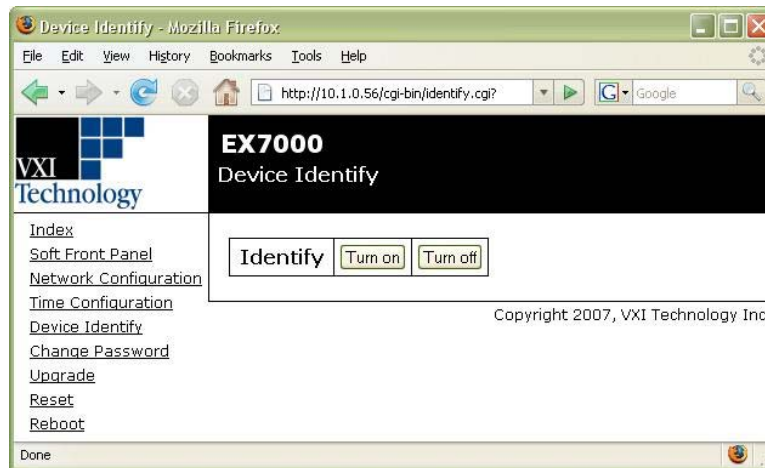 Device Identify - Mozilla Firefox
File Edit View History Bookmarks Tools Help
http://10.1.0.56/cgi-bin/identify.cgi? G Google
VXI
Technology
EX7000
Device Identify
Index
Soft Front Panel
Network Configuration
Time Configuration
Device Identify
Change Password
Upgrade
Reset
Reboot
Identify Turn on Turn off
Copyright 2007, VXI Technology Inc
Done